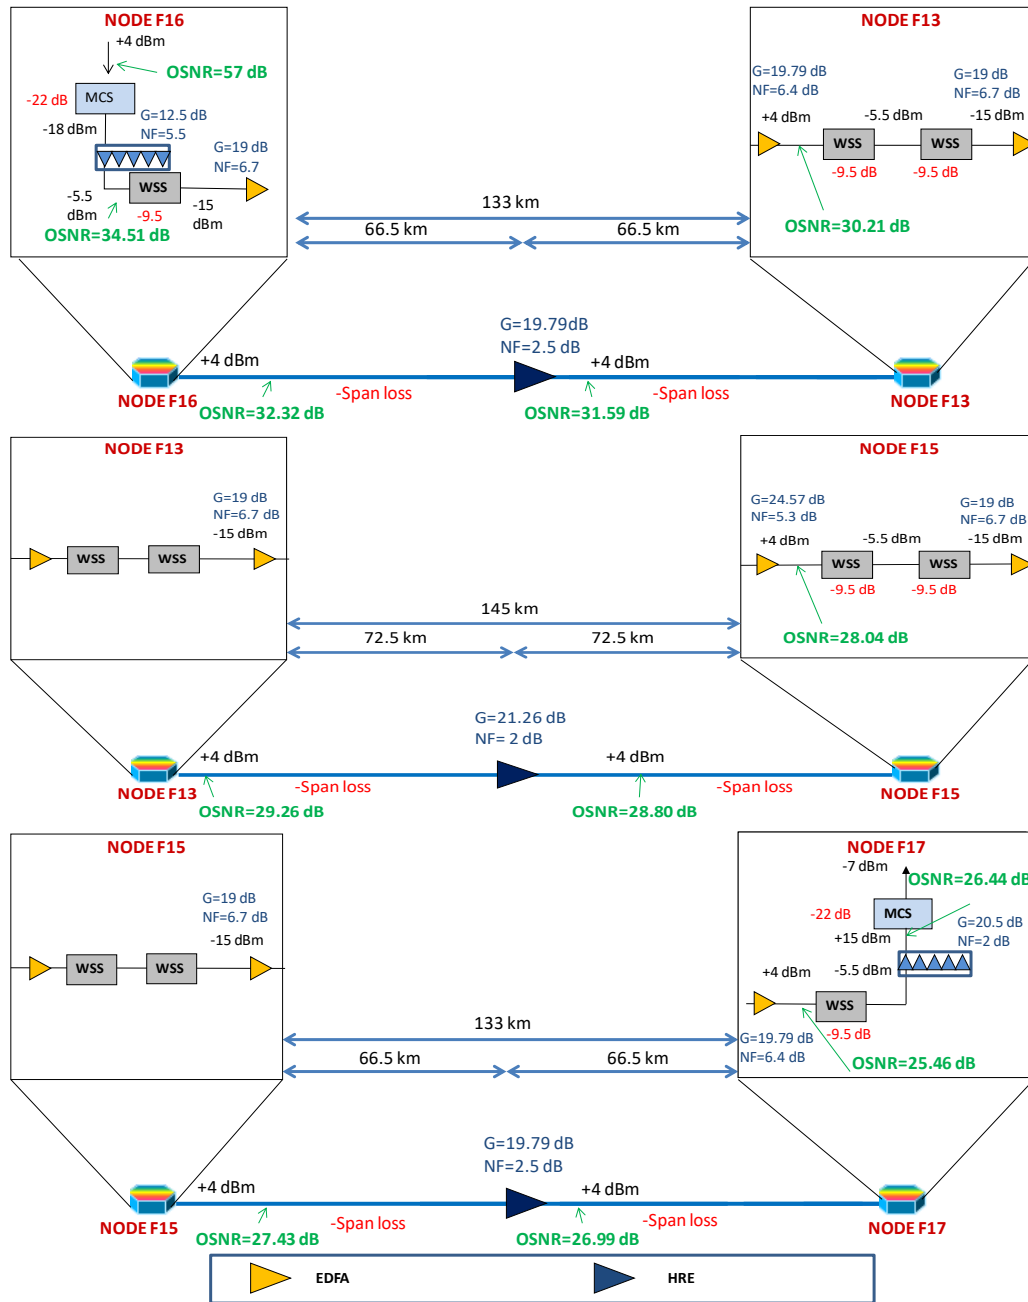 NODE F16
+4 dBm
OSNR=57 dB
-22 dB
MCS
G=12.5 dB
NF=5.5
-18 dBm
G=19 dB
NF=6.7
WSS
-5.5
dBm
-9.5
-15
dBm
OSNR=34.51 dB
NODE F13
G=19.79 dB
NF=6.4 dB
G=19 dB
NF=6.7 dB
+4 dBm
-5.5 dBm
-15 dBm
WSS
WSS
-9.5 dB
-9.5 dB
OSNR=30.21 dB
133 km
66.5 km
66.5 km
G=19.79dB
NF=2.5 dB
+4 dBm
+4 dBm
-Span loss
-Span loss
NODE F16
OSNR=32.32 dB
OSNR=31.59 dB
NODE F13
NODE F13
G=19 dB
NF=6.7 dB
-15 dBm
WSS
WSS
NODE F15
G=24.57 dB
NF=5.3 dB
G=19 dB
NF=6.7 dB
+4 dBm
-5.5 dBm
-15 dBm
WSS
WSS
-9.5 dB
-9.5 dB
OSNR=28.04 dB
145 km
72.5 km
72.5 km
G=21.26 dB
NF= 2 dB
+4 dBm
+4 dBm
-Span loss
-Span loss
NODE F13
OSNR=29.26 dB
OSNR=28.80 dB
NODE F15
NODE F15
G=19 dB
NF=6.7 dB
-15 dBm
WSS
WSS
NODE F17
-7 dBm
OSNR=26.44 dB
-22 dB
MCS
G=20.5 dB
NF=2 dB
+15 dBm
+4 dBm
-5.5 dBm
WSS
G=19.79 dB
NF=6.4 dB
-9.5 dB
OSNR=25.46 dB
133 km
66.5 km
66.5 km
G=19.79 dB
NF=2.5 dB
+4 dBm
+4 dBm
-Span loss
-Span loss
NODE F15
OSNR=27.43 dB
OSNR=26.99 dB
NODE F17
EDFA
HRE